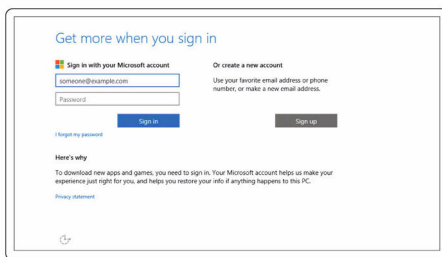 Get more when you sign in
Sign in with your Microsoft account
someone@example.com
Password
Sign in
I forgot my password
Or create a new account
Use your favorite email address or phone
number, or make a new email address.
Sign up
Here's why
To download new apps and games, you need to sign in. Your Microsoft account helps us make your
experience just right for you, and helps you restore your info if anything happens to this PC.
Privacy statement